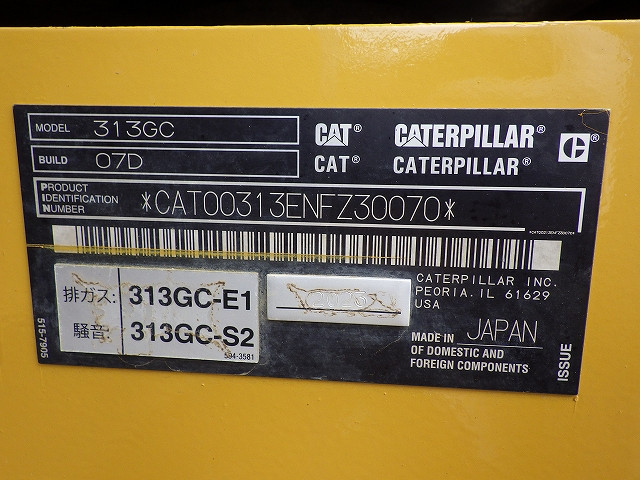 MODEL 313GC
BUILD 07D
PRODUCT IDENTIFICATION NUMBER *CAT00313ENFZ30070*
CAT® CATERPILLAR® C®
CAT® CATERPILLAR®
*CAT00313ENFZ30070*
CATERPILLAR INC.
PEORIA, IL 61629
USA
排ガス: 313GC-E1
騒音: 313GC-S2
594-3581
MADE IN JAPAN
OF DOMESTIC AND
FOREIGN COMPONENTS
515-7905
ISSUE